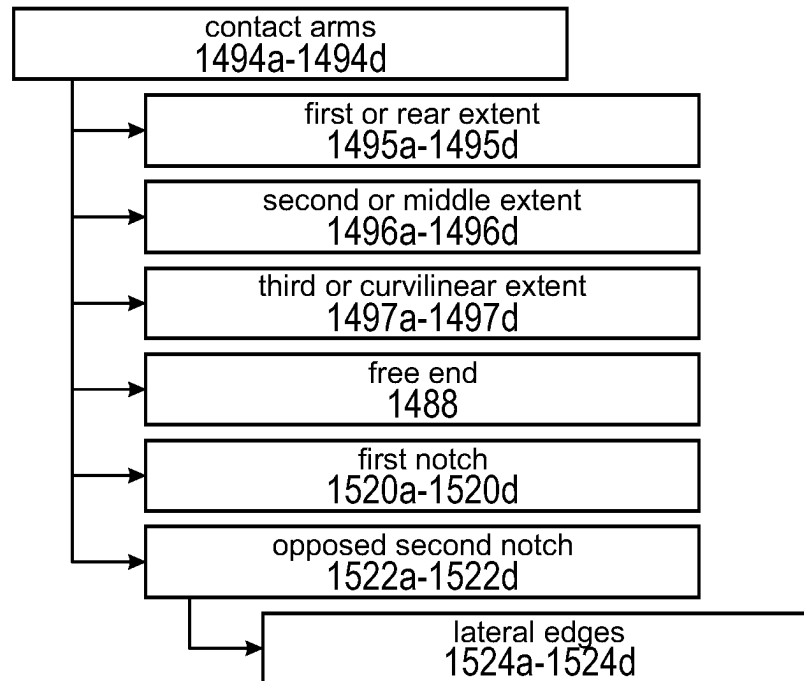 contact arms
1494a-1494d
first or rear extent
1495a-1495d
second or middle extent
1496a-1496d
third or curvilinear extent
1497a-1497d
free end
1488
first notch
1520a-1520d
opposed second notch
1522a-1522d
lateral edges
1524a-1524d